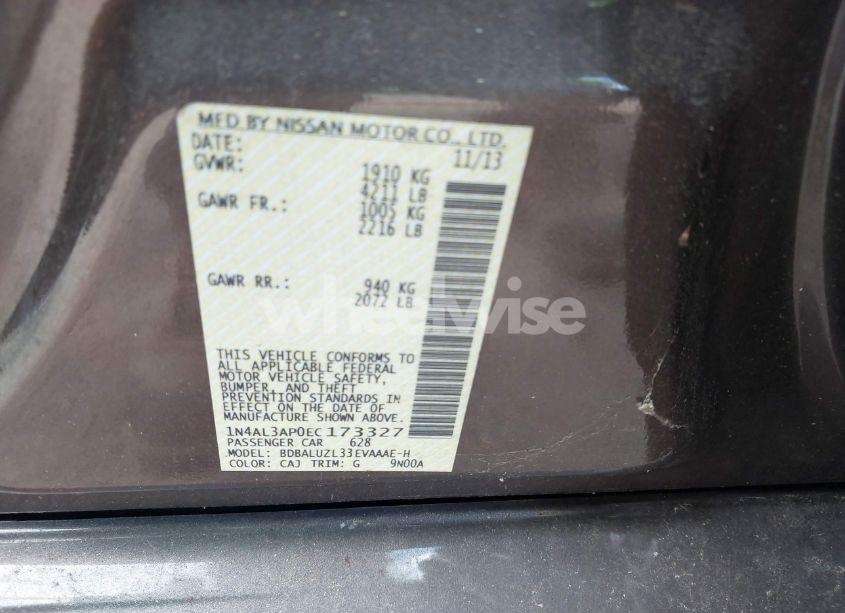 MFD BY NISSAN MOTOR CO., LTD.
DATE: 11/13
GVWR: 1910 KG
4211 LB
GAWR FR.: 1005 KG
2216 LB
GAWR RR.: 940 KG
2072 LB
wheelwise
THIS VEHICLE CONFORMS TO
ALL APPLICABLE FEDERAL
MOTOR VEHICLE SAFETY,
BUMPER, AND THEFT
PREVENTION STANDARDS IN
EFFECT ON THE DATE OF
MANUFACTURE SHOWN ABOVE.
1N4AL3AP0EC173327
PASSENGER CAR 628
MODEL: BDBALUZL33EVAAAE-H
COLOR: CAJ TRIM: G 9N00A